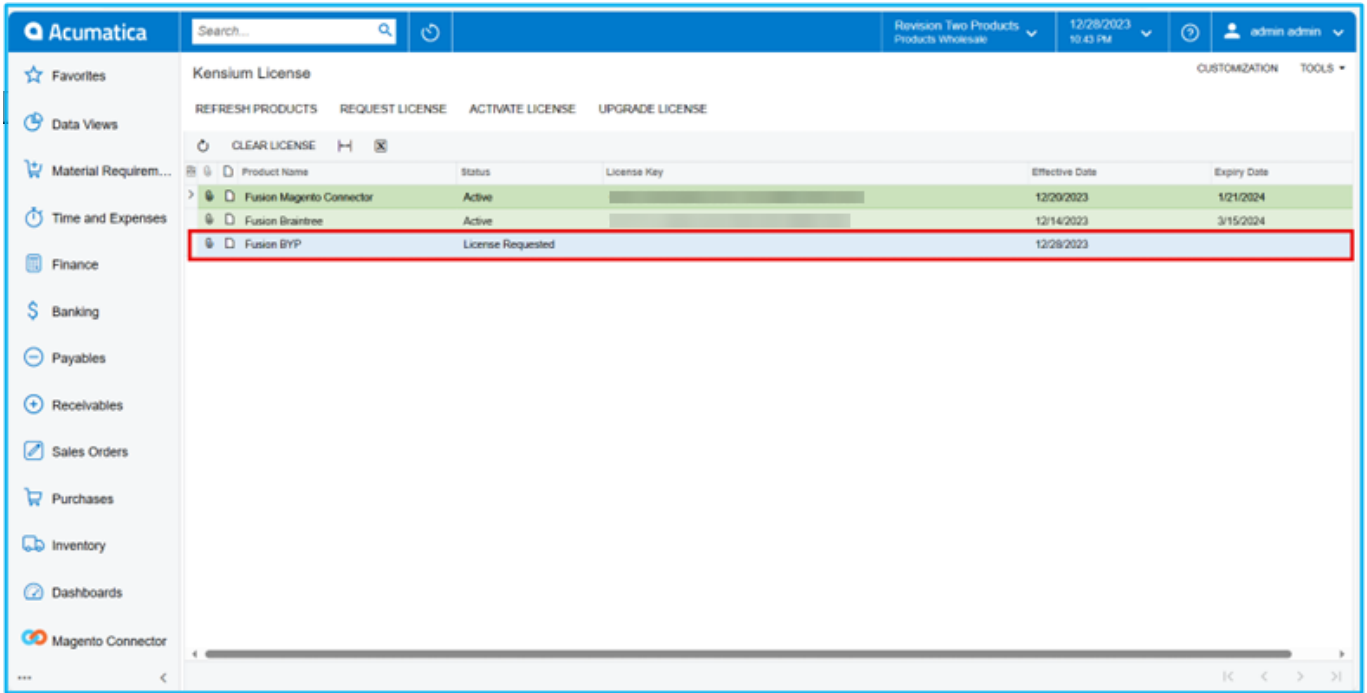 Acumatica
Search...
Revision Two Products
Products Wholesale
12/28/2023
10:43 PM
admin admin
Favorites
Data Views
Material Requirem...
Time and Expenses
Finance
Banking
Payables
Receivables
Sales Orders
Purchases
Inventory
Dashboards
Magento Connector
Kensium License
CUSTOMIZATION TOOLS
REFRESH PRODUCTS REQUEST LICENSE ACTIVATE LICENSE UPGRADE LICENSE
CLEAR LICENSE
Product Name Status License Key Effective Date Expiry Date
Fusion Magento Connector Active 12/20/2023 1/21/2024
Fusion Braintree Active 12/14/2023 3/15/2024
Fusion BYP License Requested 12/28/2023